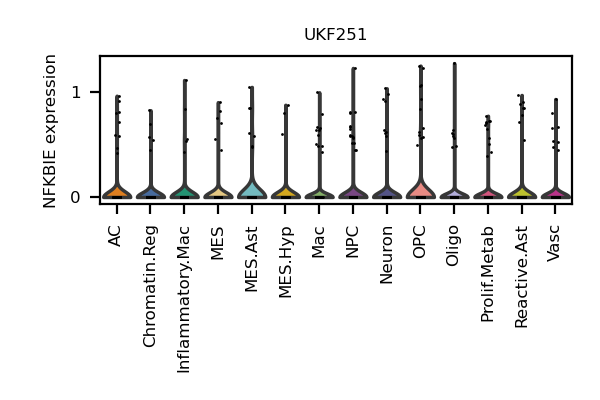 UKF251
NFKBIE expression
1
0
AC
Chromatin.Reg
Inflammatory.Mac
MES
MES.Ast
MES.Hyp
Mac
NPC
Neuron
OPC
Oligo
Prolif.Metab
Reactive.Ast
Vasc